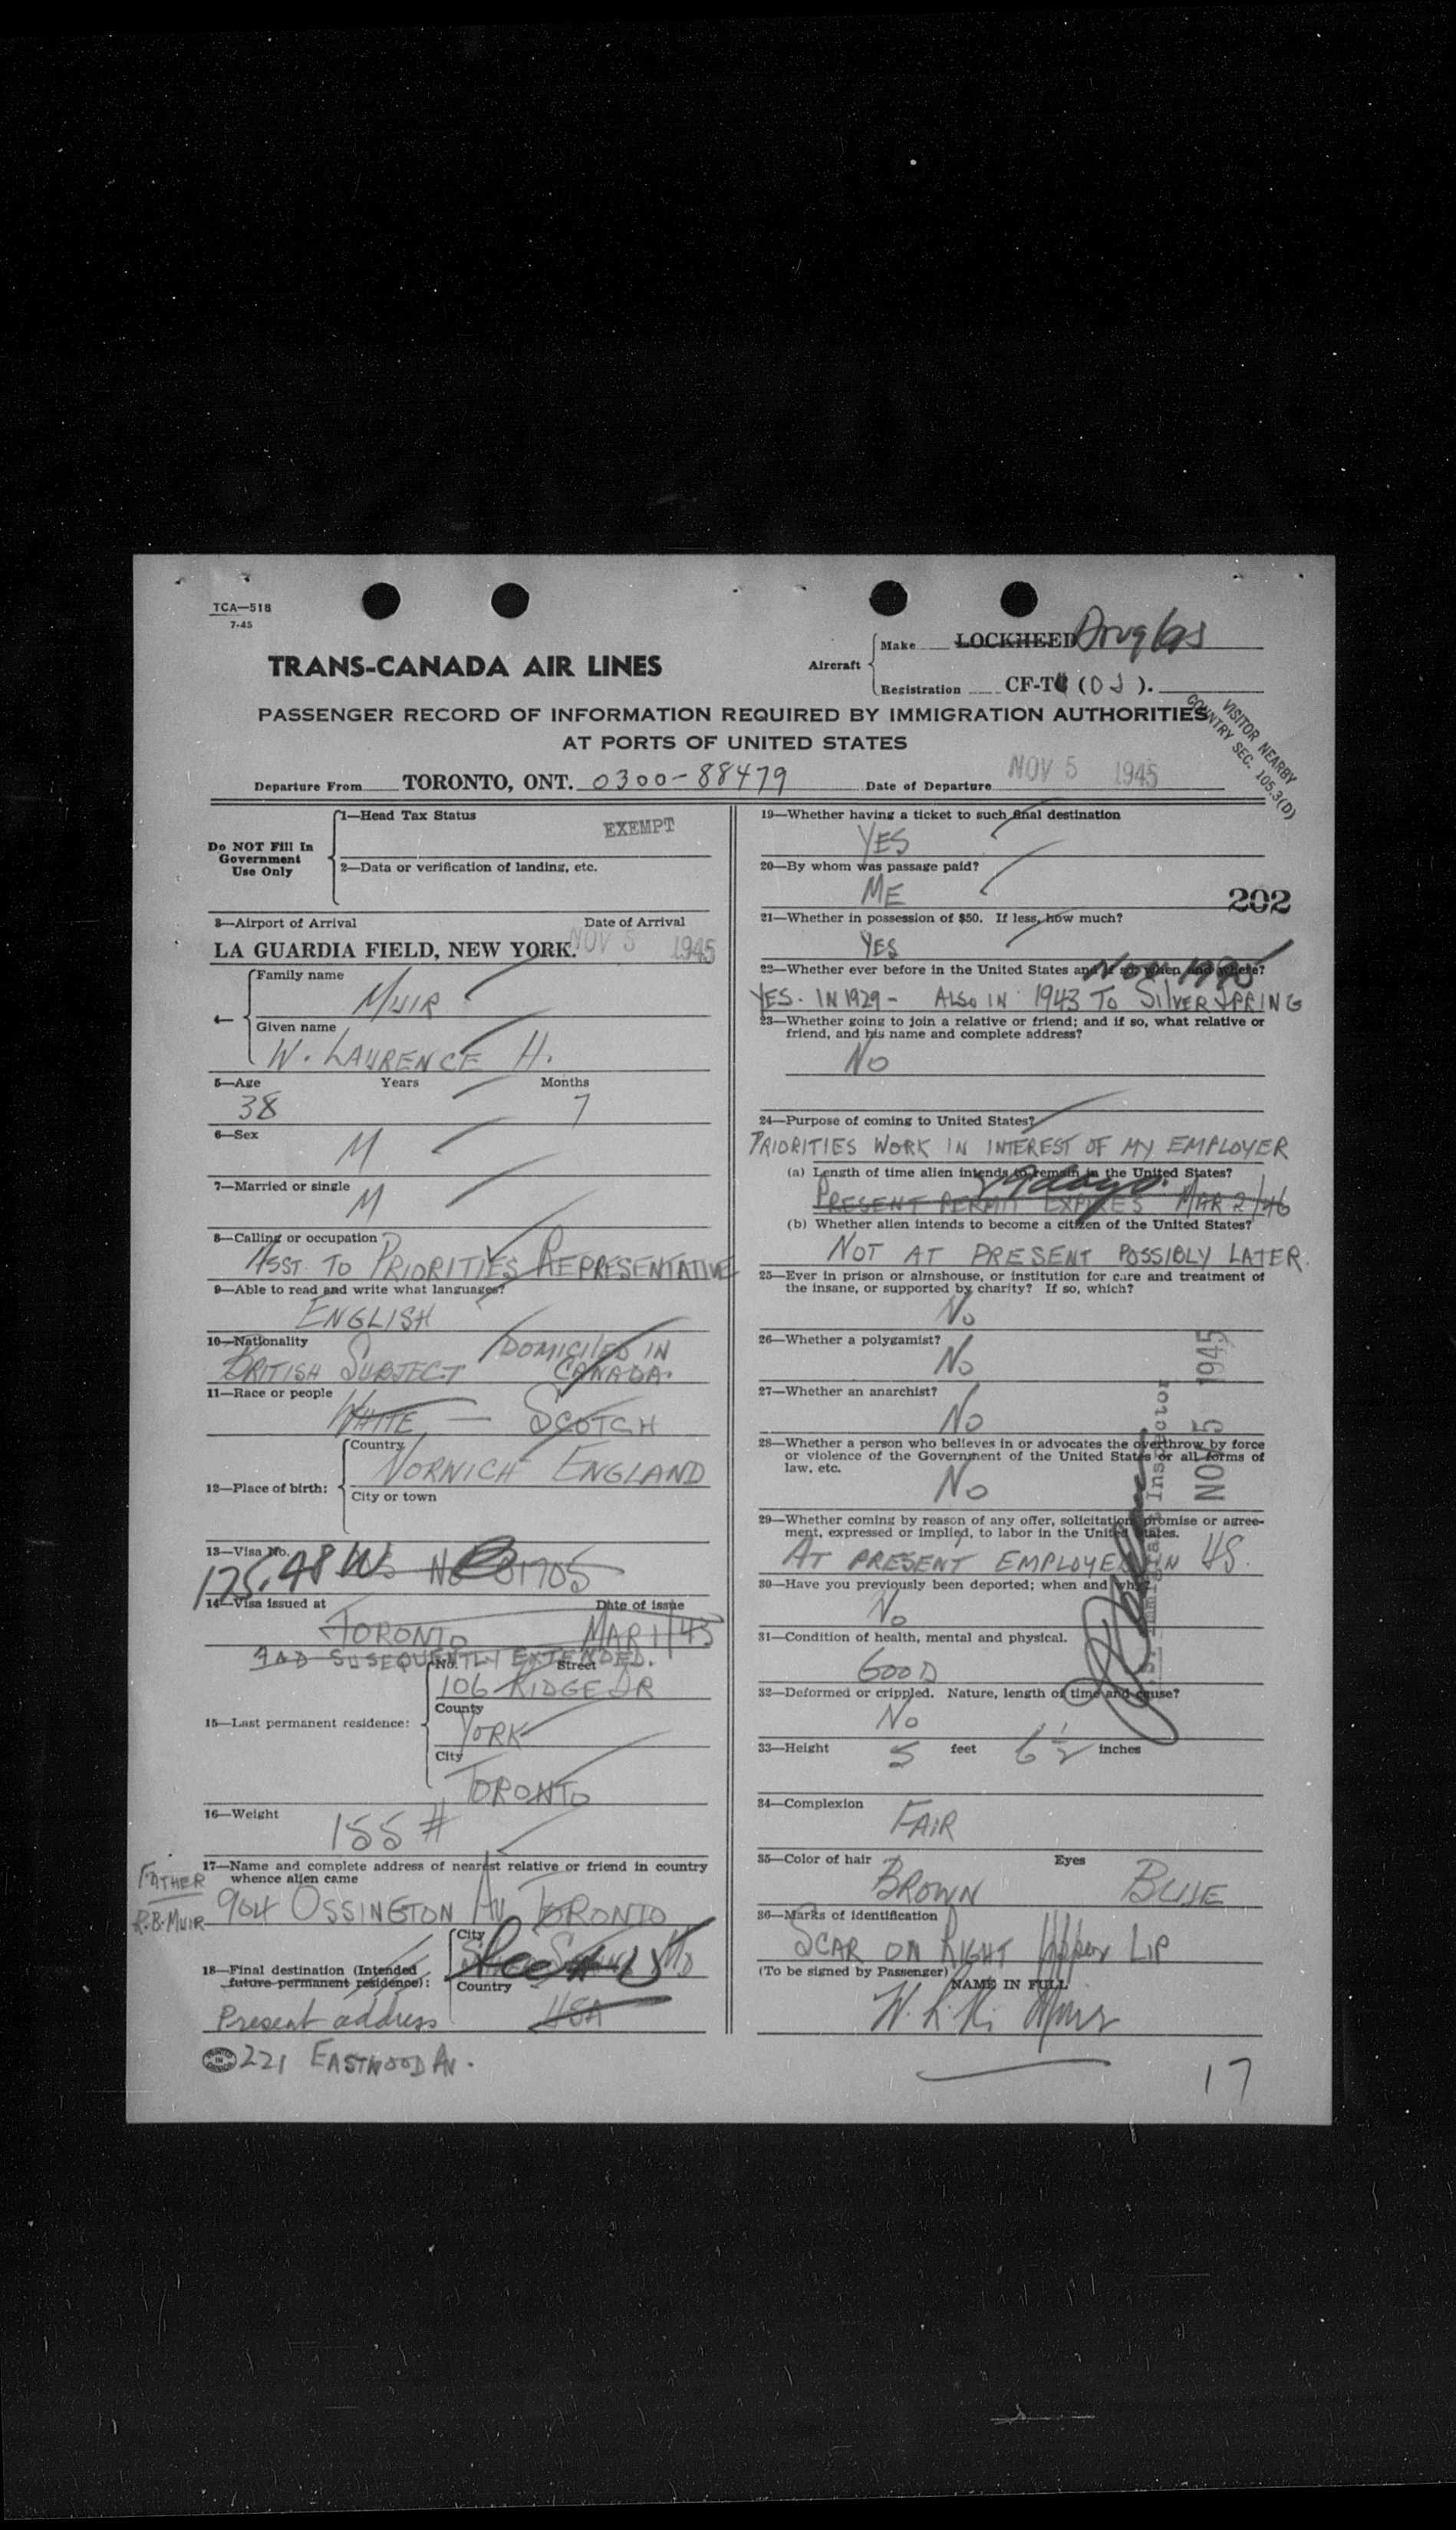 TCA—518
7-45
TRANS-CANADA AIR LINES
Aircraft
Make LOCKHEED Douglas
Registration CF-T (DJ).
PASSENGER RECORD OF INFORMATION REQUIRED BY IMMIGRATION AUTHORITIES
AT PORTS OF UNITED STATES
VISITOR NEARBY
COUNTRY SEC. 105.3(D)
Departure From TORONTO, ONT. 0300-88479 Date of Departure NOV 5 1945
Do NOT Fill In
Government
Use Only
1—Head Tax Status
EXEMPT
2—Data or verification of landing, etc.
3—Airport of Arrival Date of Arrival
LA GUARDIA FIELD, NEW YORK. NOV 5 1945
4—
Family name
MUIR
Given name
W. LAURENCE H.
5—Age Years Months
38 7
6—Sex
M
7—Married or single
M
8—Calling or occupation
ASST. TO PRIORITIES REPRESENTATIVE
9—Able to read and write what languages?
ENGLISH
10—Nationality
BRITISH SUBJECT DOMICILED IN
CANADA.
11—Race or people
WHITE — SCOTCH
12—Place of birth:
Country
NORWICH ENGLAND
City or town
13—Visa No.
No 01705
14—Visa issued at Date of issue
TORONTO MAR 1/43
AND SUSEQUENTLY EXTENDED.
15—Last permanent residence:
No. Street
106 RIDGE DR
County
YORK
City
TORONTO
16—Weight
155 #
17—Name and complete address of nearest relative or friend in country
whence alien came
FATHER
R.B. MUIR
904 OSSINGTON AV TORONTO
18—Final destination (Intended
future permanent residence):
City
Country
USA
Present address
221 EASTWOOD AV.
19—Whether having a ticket to such final destination
YES
20—By whom was passage paid?
ME
202
21—Whether in possession of $50. If less, how much?
YES
22—Whether ever before in the United States and if so, when and where?
Nov 1945
YES. IN 1929 - ALSO IN 1943 TO SILVER SPRING
23—Whether going to join a relative or friend; and if so, what relative or
friend, and his name and complete address?
No
24—Purpose of coming to United States?
PRIORITIES WORK IN INTEREST OF MY EMPLOYER
(a) Length of time alien intends to remain in the United States?
29 days.
PRESENT PERMIT EXPIRES MAR 2/46
(b) Whether alien intends to become a citizen of the United States?
NOT AT PRESENT POSSIBLY LATER.
25—Ever in prison or almshouse, or institution for care and treatment of
the insane, or supported by charity? If so, which?
No
26—Whether a polygamist?
No
27—Whether an anarchist?
No
28—Whether a person who believes in or advocates the overthrow by force
or violence of the Government of the United States or all forms of
law, etc.
No
29—Whether coming by reason of any offer, solicitation, promise or agree-
ment, expressed or implied, to labor in the United States.
AT PRESENT EMPLOYED IN US.
30—Have you previously been deported; when and why?
No
31—Condition of health, mental and physical.
GOOD
32—Deformed or crippled. Nature, length of time and cause?
No
33—Height 5 feet 6 1/2 inches
34—Complexion
FAIR
35—Color of hair Eyes
BROWN BLUE
36—Marks of identification
SCAR ON RIGHT Upper LIP
(To be signed by Passenger)
NAME IN FULL
W. L. H. Muir
U.S. Immigrant Inspector
NOV 5 1945
17